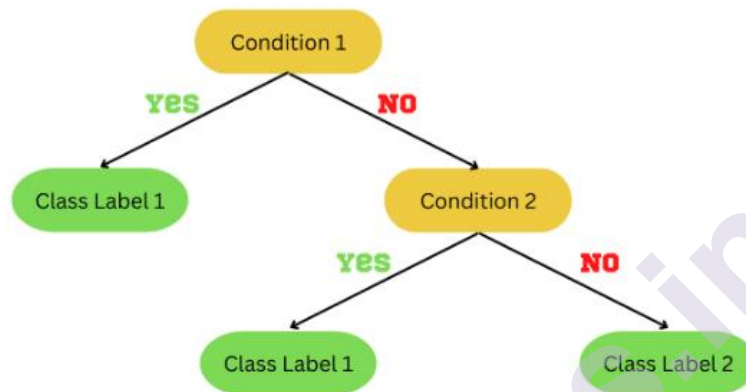 Condition 1
Yes
NO
Class Label 1
Condition 2
Yes
NO
Class Label 1
Class Label 2